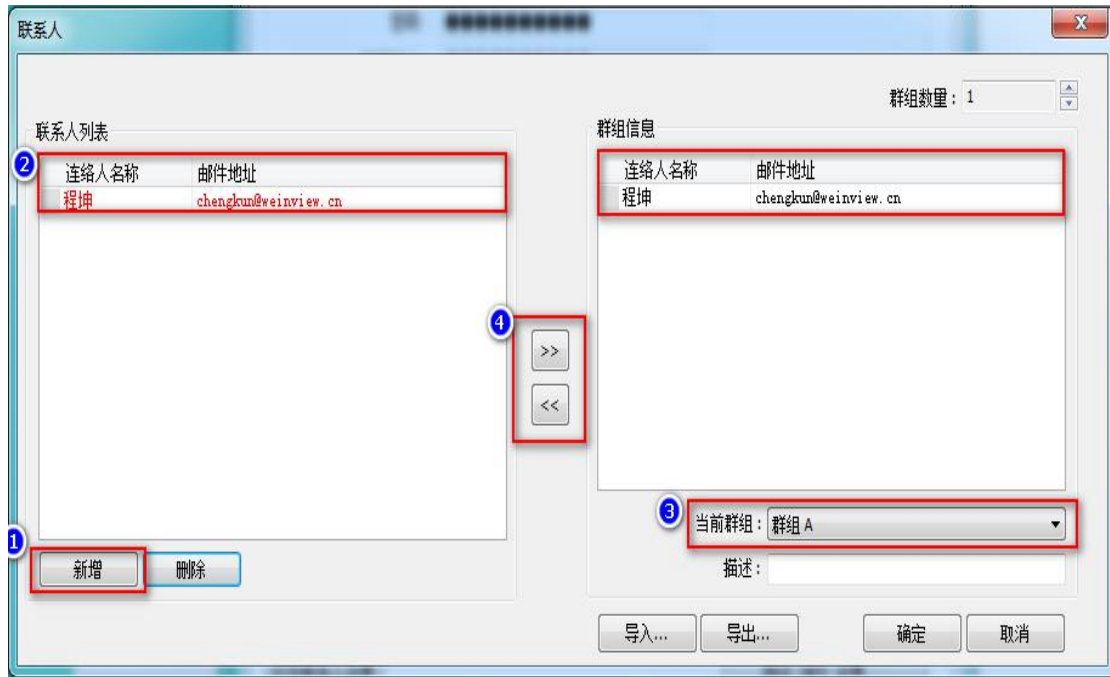 联系人
群组数量：1
联系人列表
2
连络人名称 邮件地址
程坤 chengkun@weinview.cn
1
新增 删除
4
>>
<<
群组信息
连络人名称 邮件地址
程坤 chengkun@weinview.cn
3
当前群组：群组 A
描述：
导入... 导出... 确定 取消